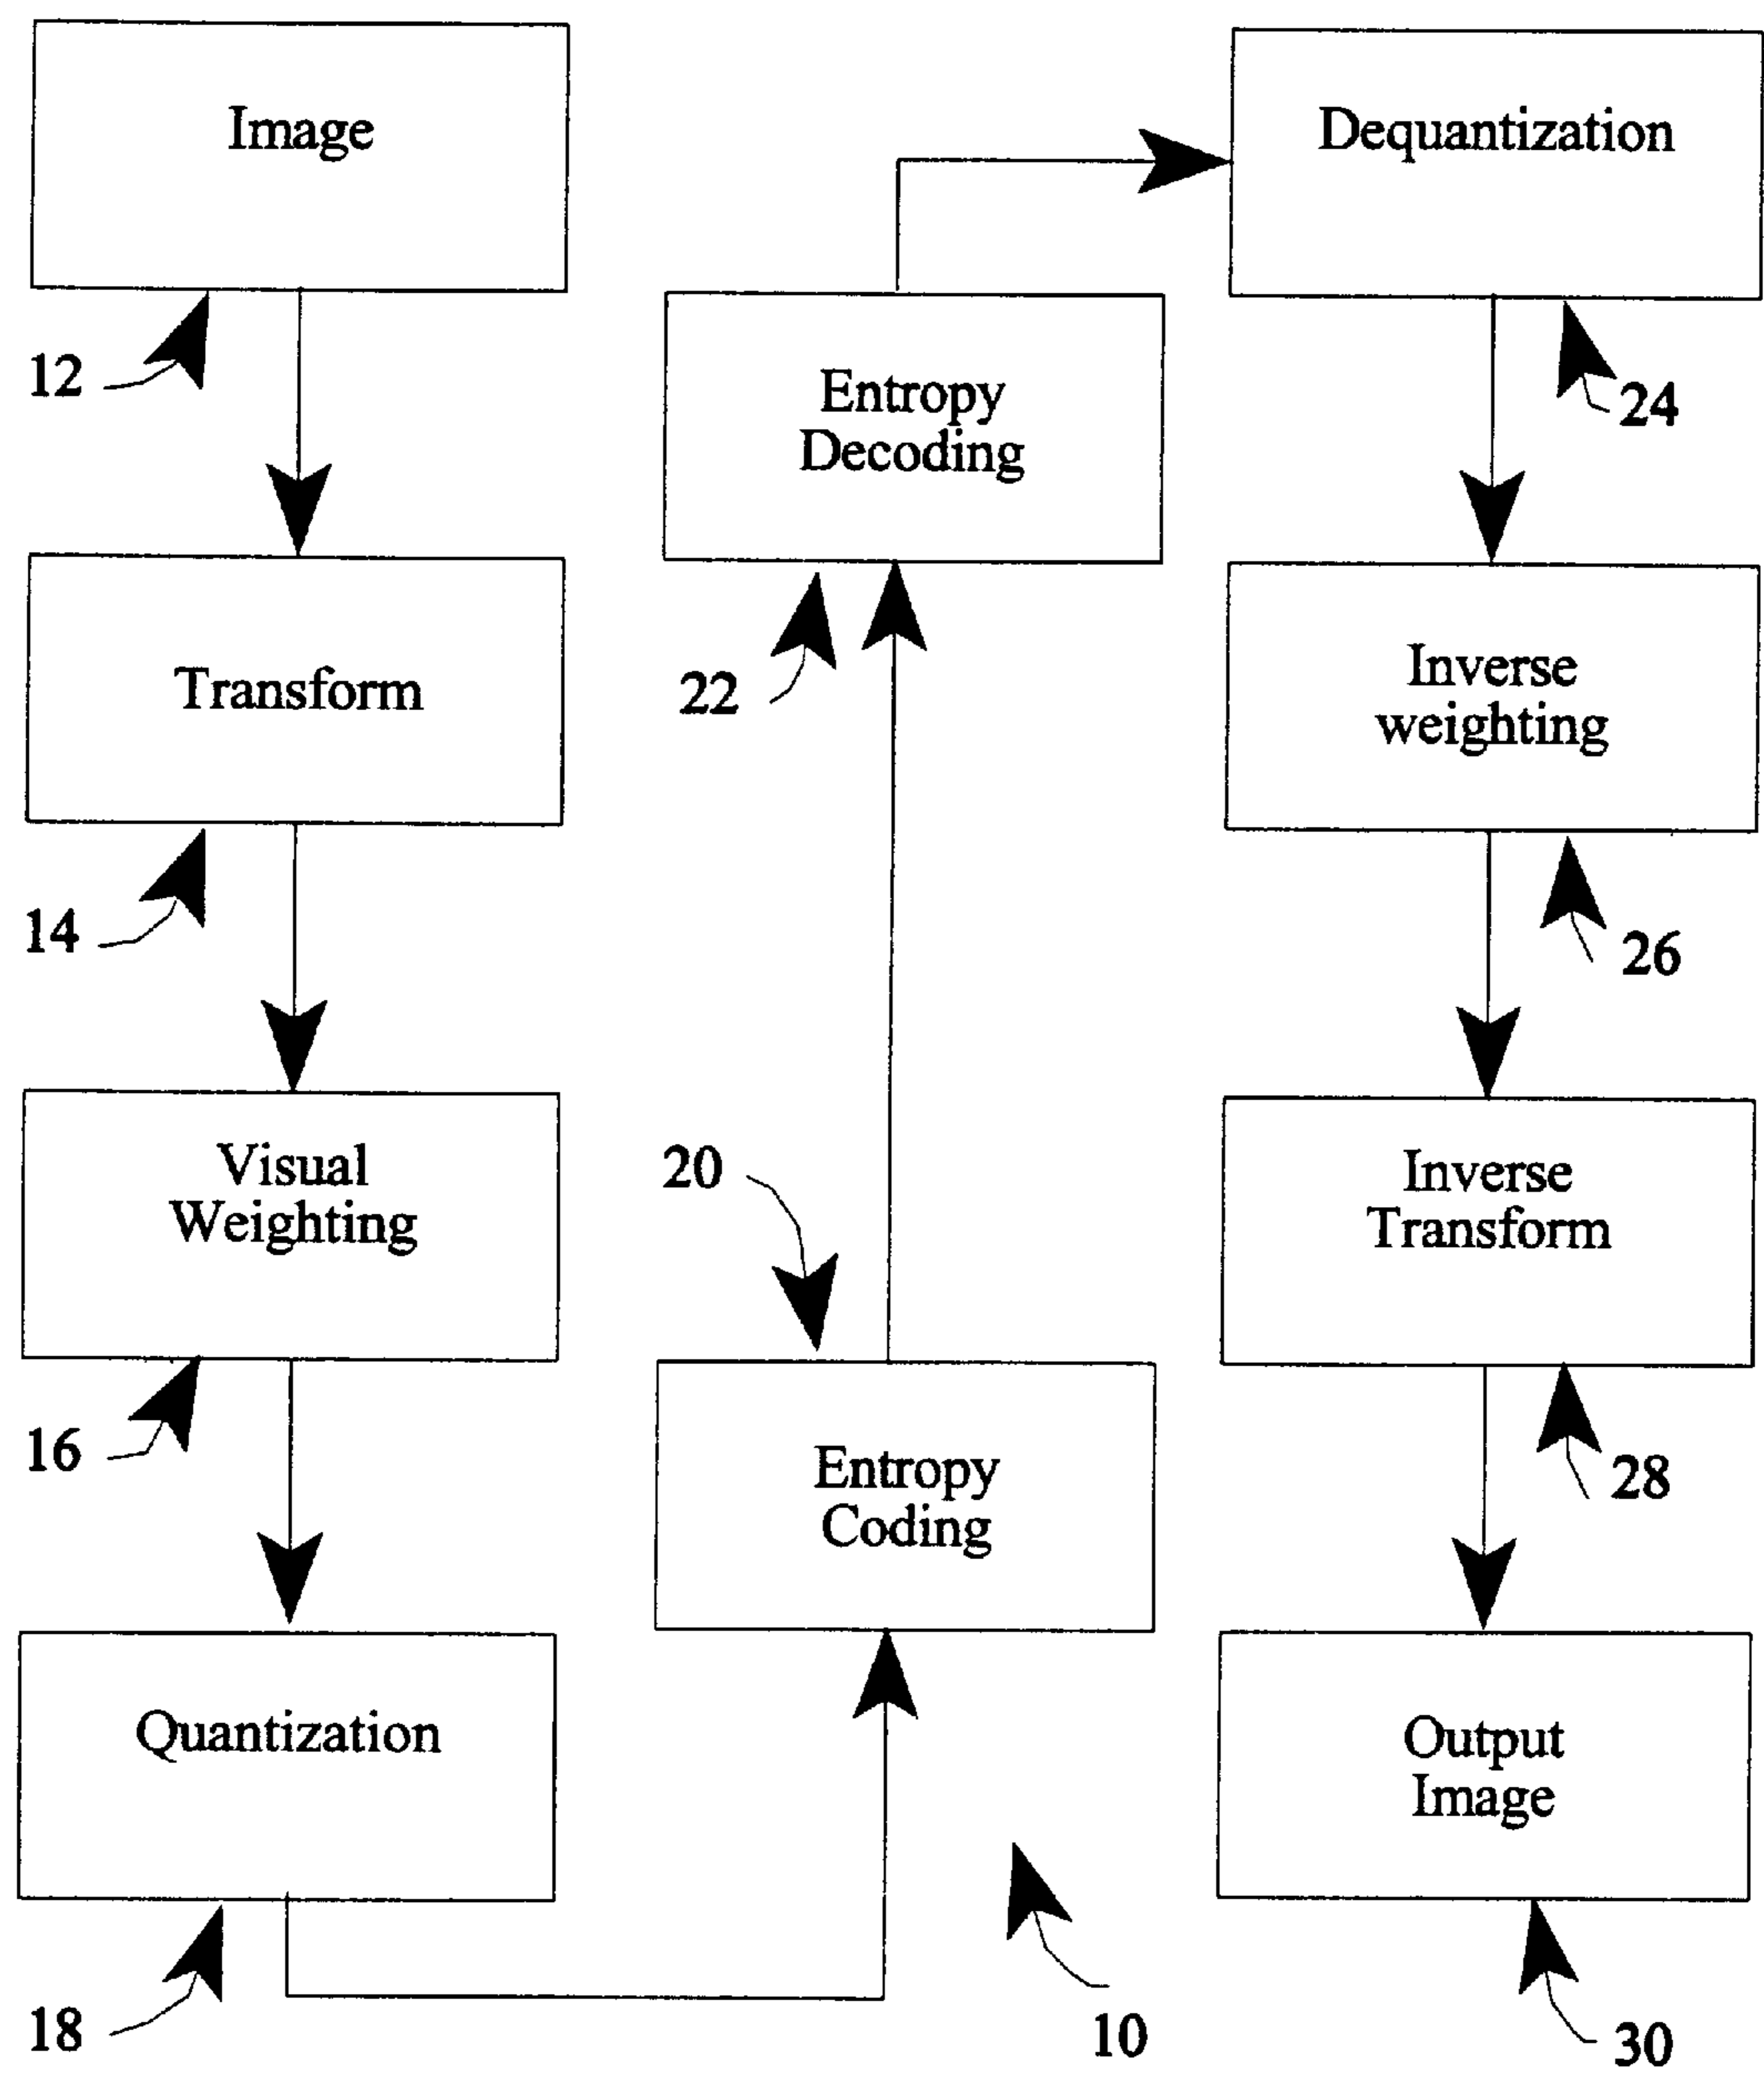 Image
12
Transform
14
Visual
Weighting
16
Quantization
18
Entropy
Decoding
22
20
Entropy
Coding
10
Dequantization
24
Inverse
weighting
26
Inverse
Transform
28
Output
Image
30